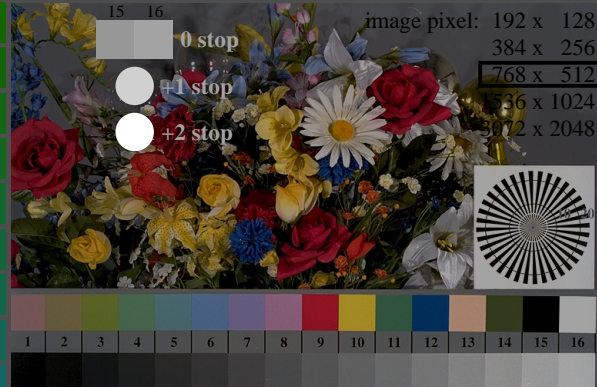 15 16
image pixel: 192 x 128
0 stop
384 x 256
768 x 512
+1 stop
1536 x 1024
+2 stop
3072 x 2048
1 2 3 4 5 6 7 8 9 10 11 12 13 14 15 16